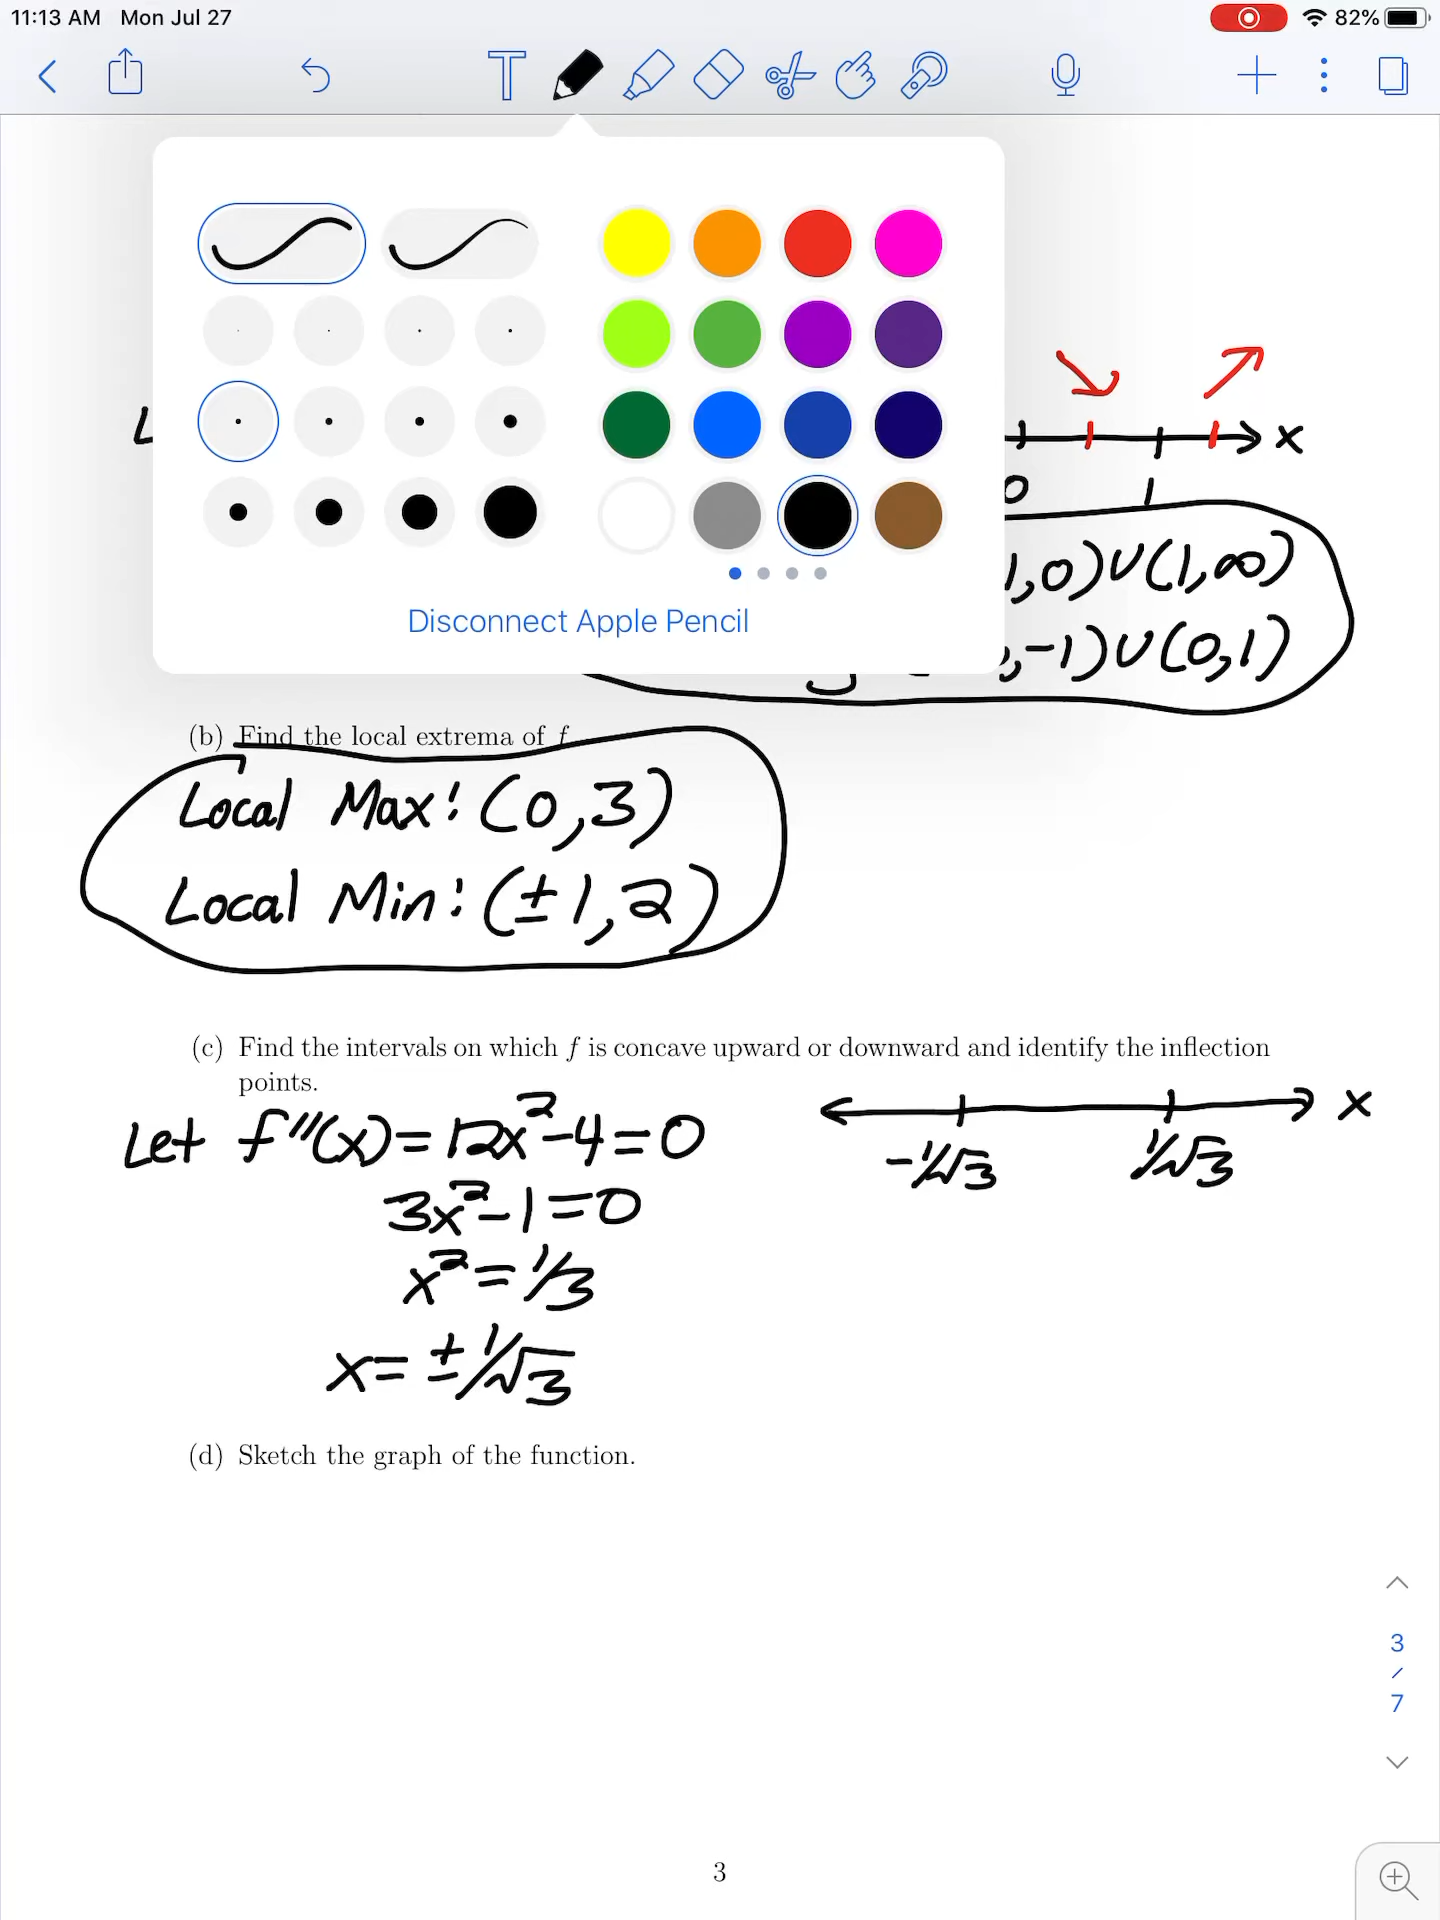 11:13 AM Mon Jul 27
82%
T
x
0 1
1,0)∪(1,∞)
,-1)∪(0,1)
Disconnect Apple Pencil
(b) Find the local extrema of f
Local Max: (0,3)
Local Min: (±1,2)
(c) Find the intervals on which f is concave upward or downward and identify the inflection
points.
Let f''(x)=12x²-4=0
3x²-1=0
x²=1/3
x=±1/√3
x
-1/√3 1/√3
(d) Sketch the graph of the function.
3
/
7
3